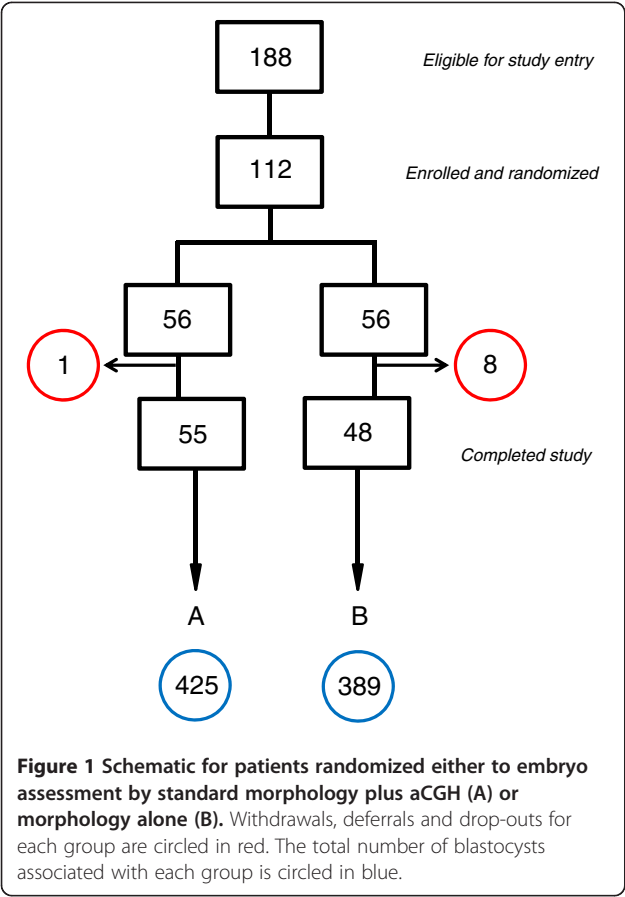 188
Eligible for study entry
112
Enrolled and randomized
56
56
1
8
55
48
Completed study
A
B
425
389
Figure 1 Schematic for patients randomized either to embryo
assessment by standard morphology plus aCGH (A) or
morphology alone (B). Withdrawals, deferrals and drop-outs for
each group are circled in red. The total number of blastocysts
associated with each group is circled in blue.